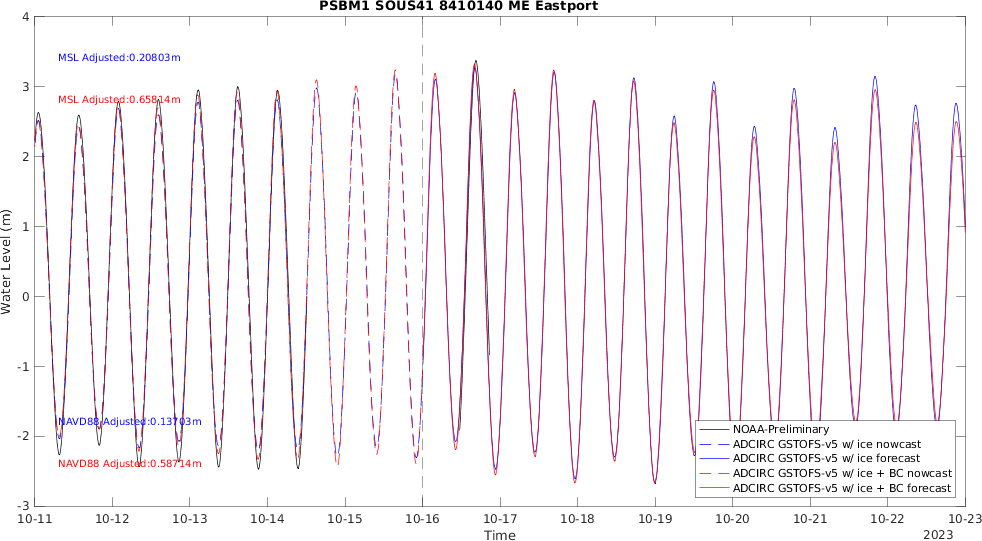 PSBM1 SOUS41 8410140 ME Eastport
4
3
2
1
0
-1
-2
-3
Water Level (m)
MSL Adjusted:0.20803m
MSL Adjusted:0.65814m
NAVD88 Adjusted:0.13703m
NAVD88 Adjusted:0.58714m
NOAA-Preliminary
ADCIRC GSTOFS-v5 w/ ice nowcast
ADCIRC GSTOFS-v5 w/ ice forecast
ADCIRC GSTOFS-v5 w/ ice + BC nowcast
ADCIRC GSTOFS-v5 w/ ice + BC forecast
10-11 10-12 10-13 10-14 10-15 10-16 10-17 10-18 10-19 10-20 10-21 10-22 10-23
Time
2023